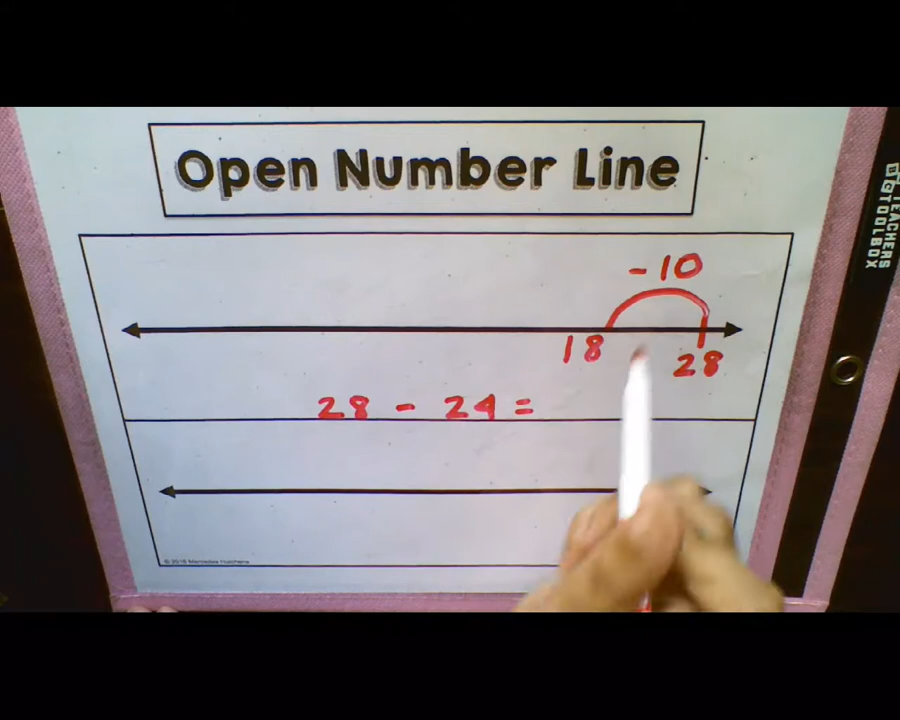 Open Number Line
-10
18 28
28 - 24 =
TEACHERS
TOOLBOX